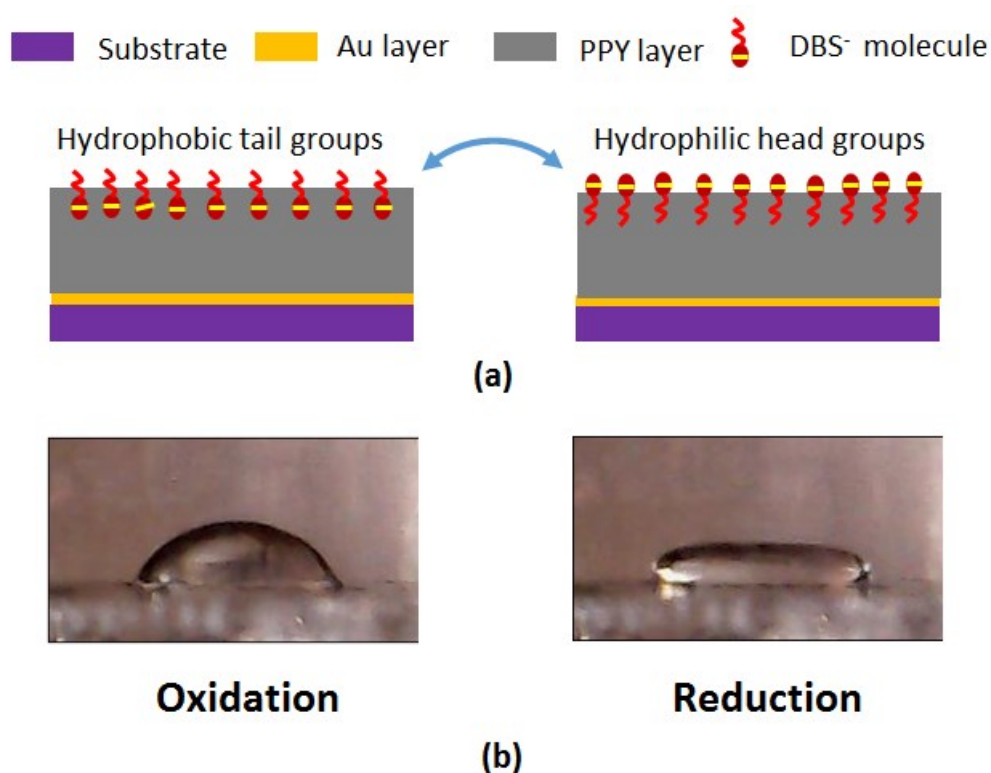 Substrate Au layer PPY layer DBS- molecule
Hydrophobic tail groups Hydrophilic head groups
(a)
Oxidation Reduction
(b)